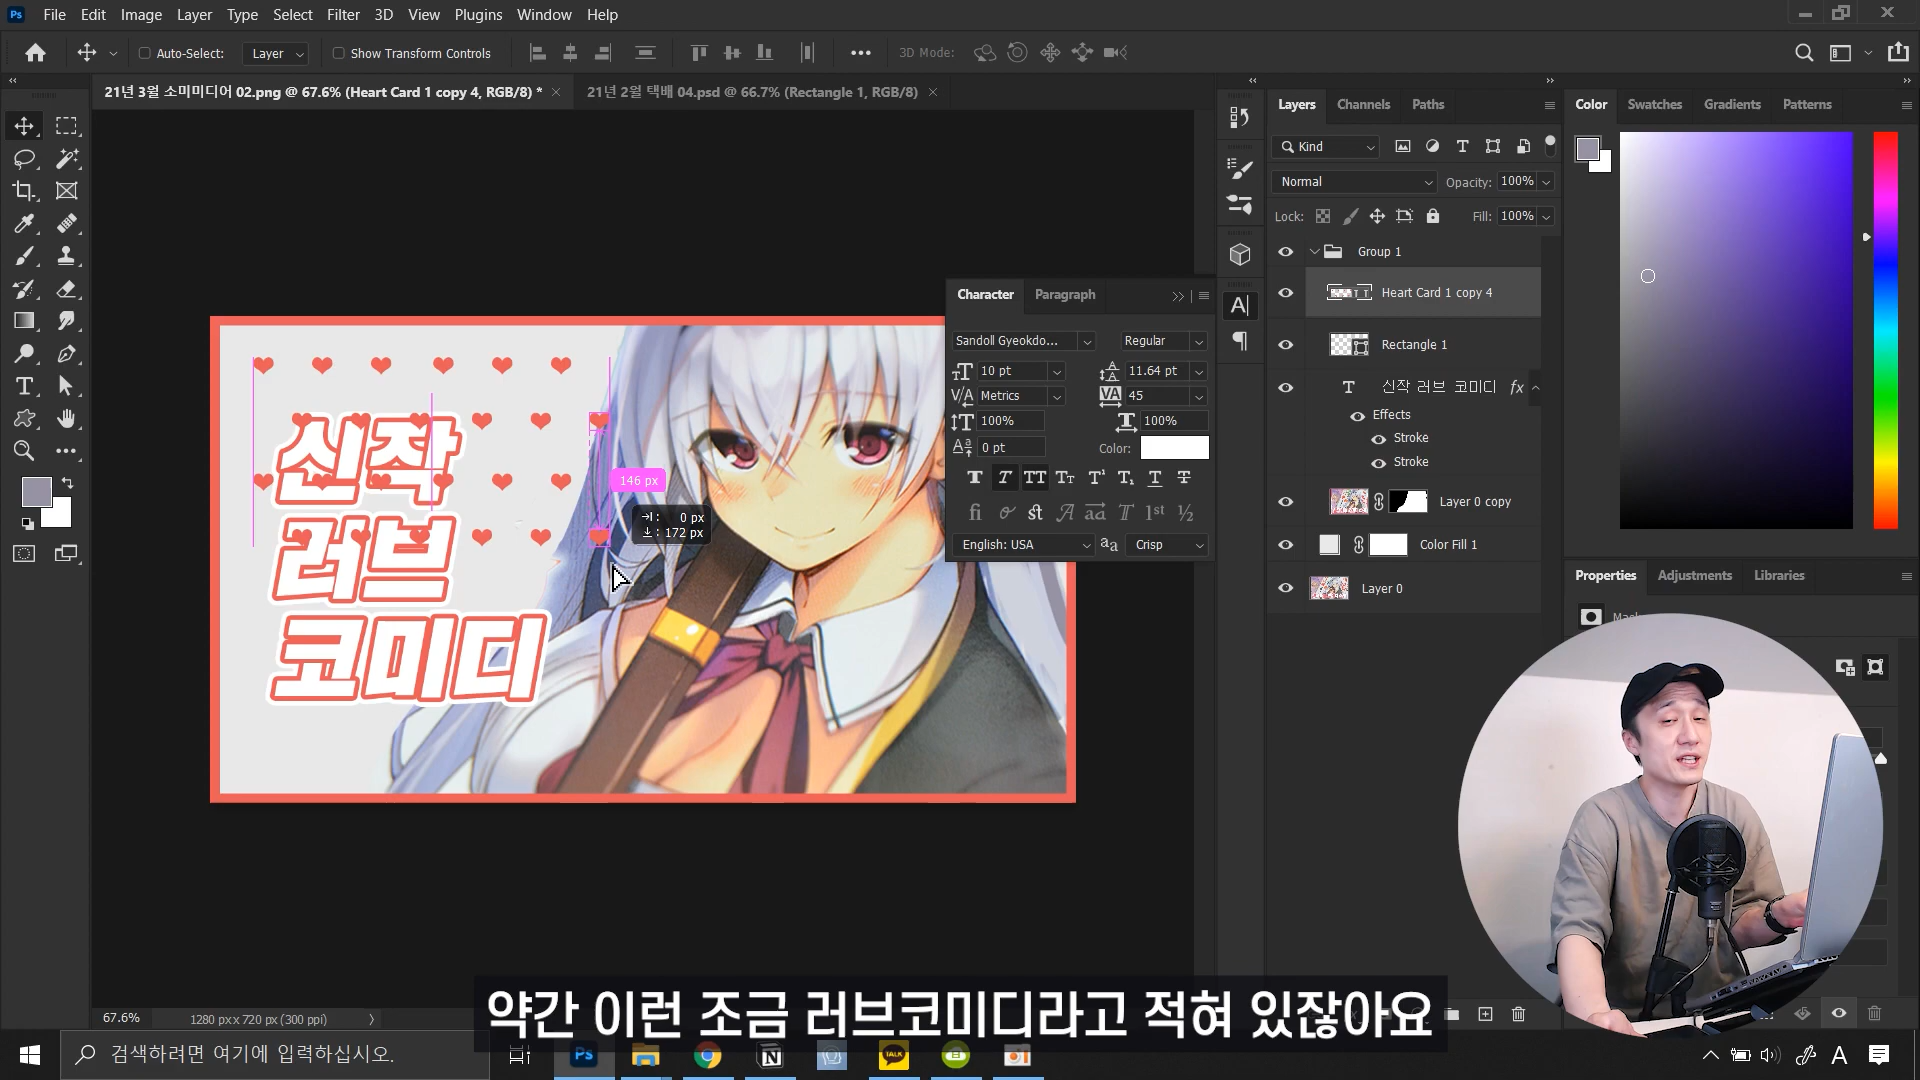 Ps File Edit Image Layer Type Select Filter 3D View Plugins Window Help
Auto-Select: Layer Show Transform Controls 3D Mode:
21년 3월 소미미디어 02.png @ 67.6% (Heart Card 1 copy 4, RGB/8) * 21년 2월 택배 04.psd @ 66.7% (Rectangle 1, RGB/8)
신작
러브
코미디
146 px
0 px
172 px
Character Paragraph
Sandoll Gyeokdo... Regular
10 pt 11.64 pt
Metrics 45
100% 100%
0 pt Color:
English: USA aa Crisp
Layers Channels Paths
Kind
Normal Opacity: 100%
Lock: Fill: 100%
Group 1
Heart Card 1 copy 4
Rectangle 1
신작 러브 코미디 fx
Effects
Stroke
Stroke
Layer 0 copy
Color Fill 1
Layer 0
Color Swatches Gradients Patterns
Properties Adjustments Libraries
67.6% 1280 px x 720 px (300 ppi)
약간 이런 조금 러브코미디라고 적혀 있잖아요
검색하려면 여기에 입력하십시오.
Ps
TALK
A